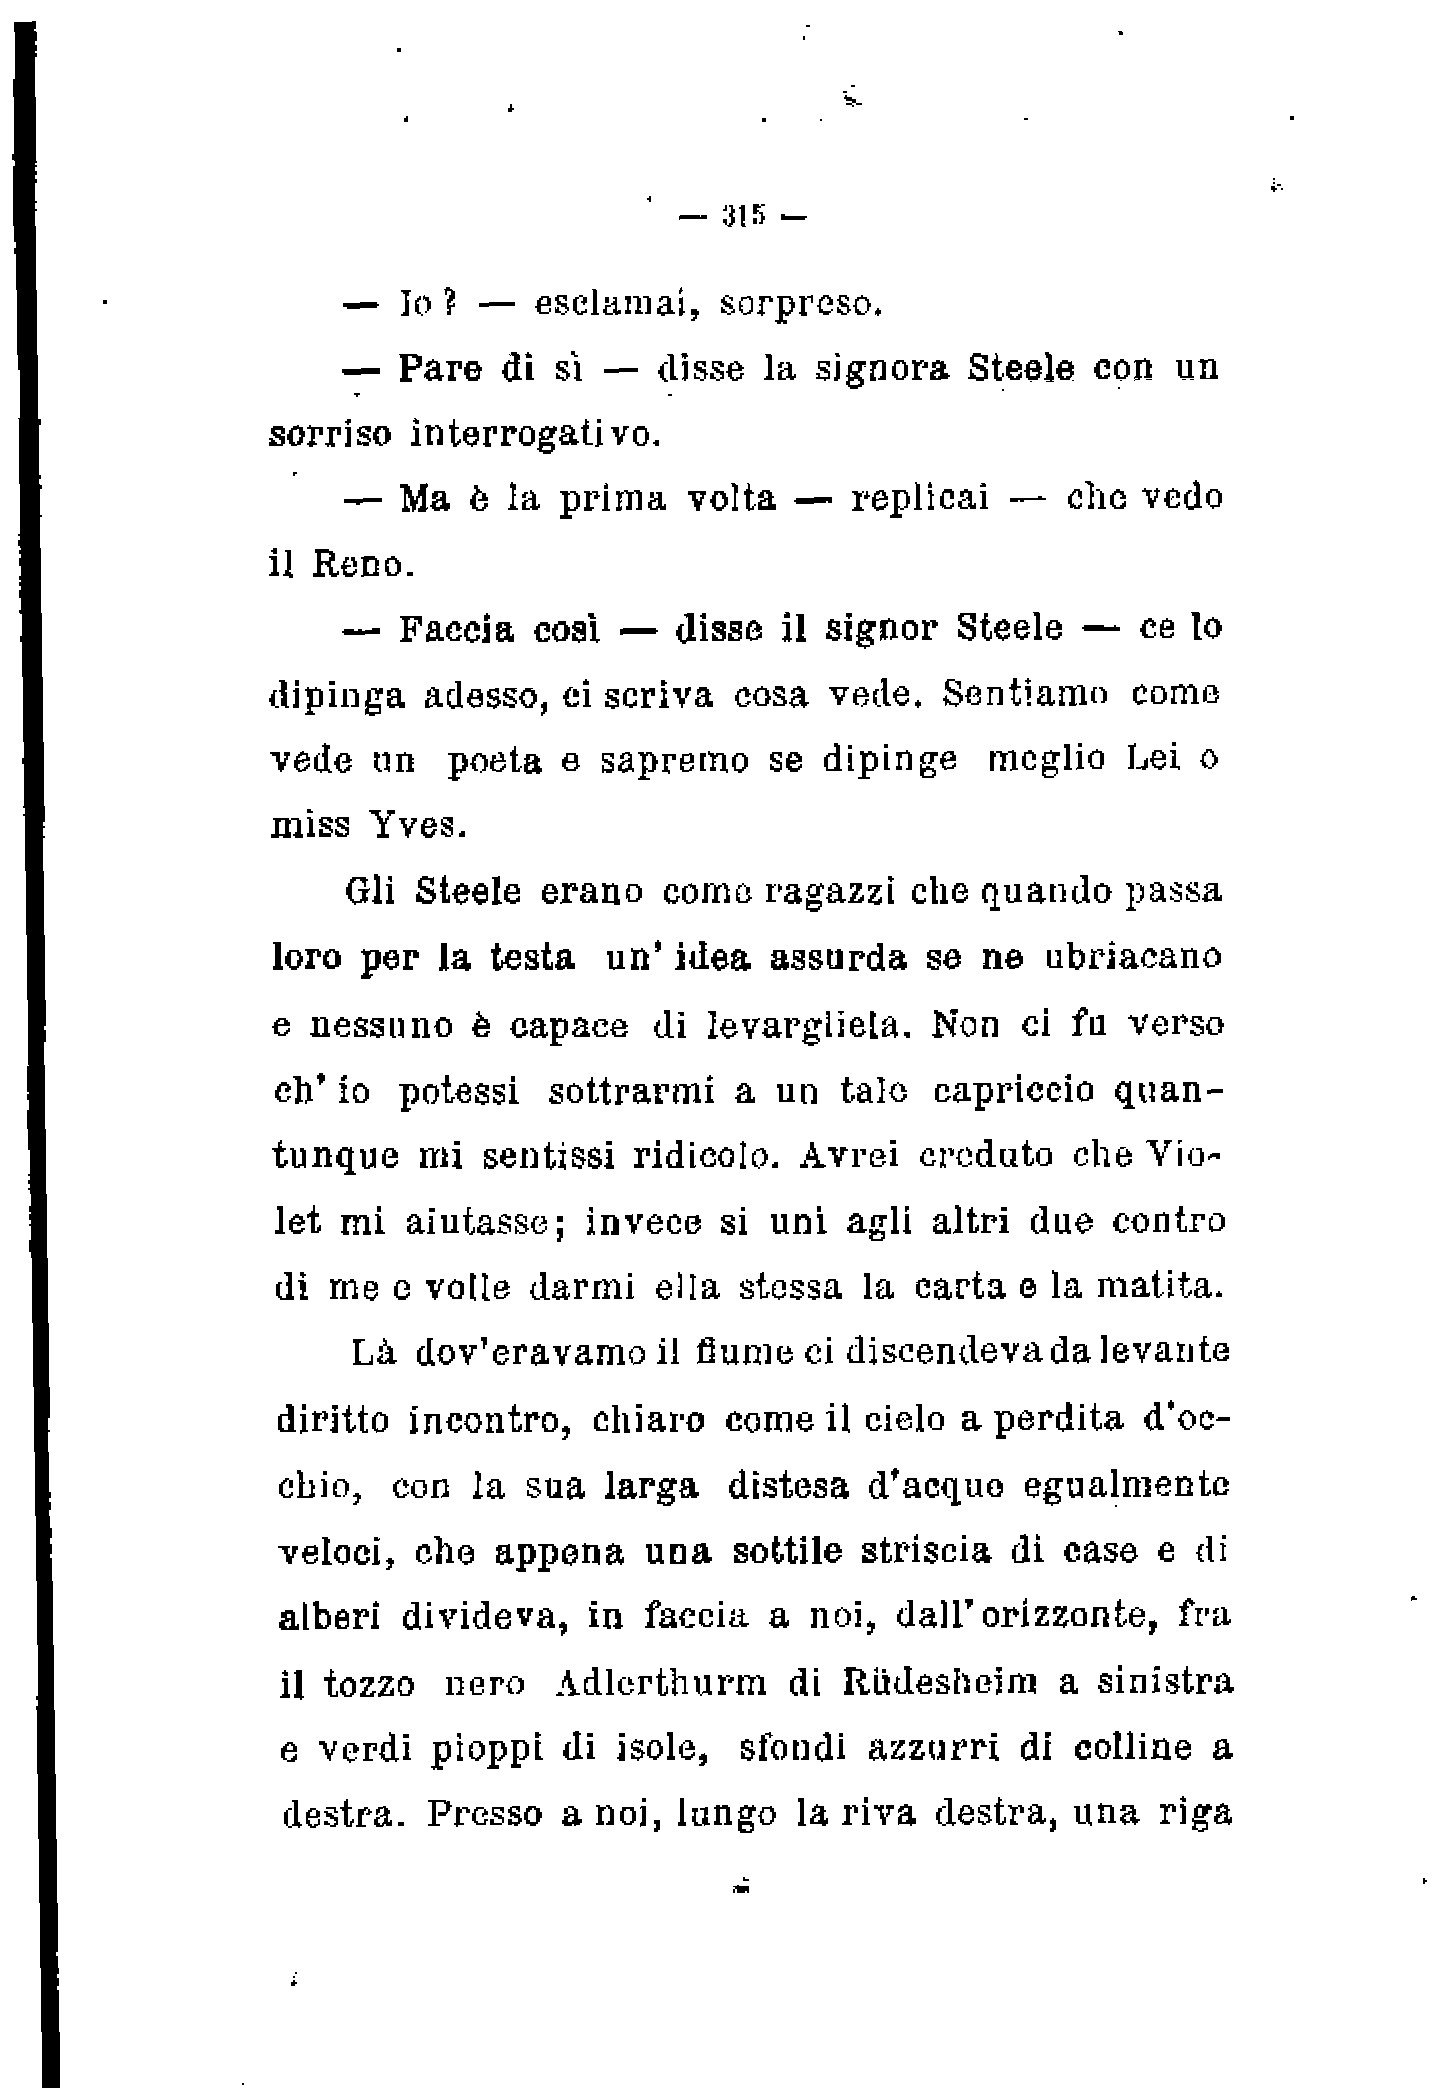 — 315 —
— Io? — esclamai, sorpreso.
— Pare di sì — disse la signora Steele con un
sorriso interrogativo.
— Ma è la prima volta — replicai — che vedo
il Reno.
— Faccia così — disse il signor Steele — ce lo
dipinga adesso, ci scriva cosa vede. Sentiamo come
vede un poeta e sapremo se dipinge meglio Lei o
miss Yves.
Gli Steele erano come ragazzi che quando passa
loro per la testa un' idea assurda se ne ubriacano
e nessuno è capace di levargliela. Non ci fu verso
ch' io potessi sottrarmi a un tale capriccio quan-
tunque mi sentissi ridicolo. Avrei creduto che Vio-
let mi aiutasse; invece si unì agli altri due contro
di me e volle darmi ella stessa la carta e la matita.
Là dov'eravamo il fiume ci discendeva da levante
diritto incontro, chiaro come il cielo a perdita d'oc-
chio, con la sua larga distesa d'acque egualmente
veloci, che appena una sottile striscia di case e di
alberi divideva, in faccia a noi, dall' orizzonte, fra
il tozzo nero Adlerthurm di Rüdesheim a sinistra
e verdi pioppi di isole, sfondi azzurri di colline a
destra. Presso a noi, lungo la riva destra, una riga